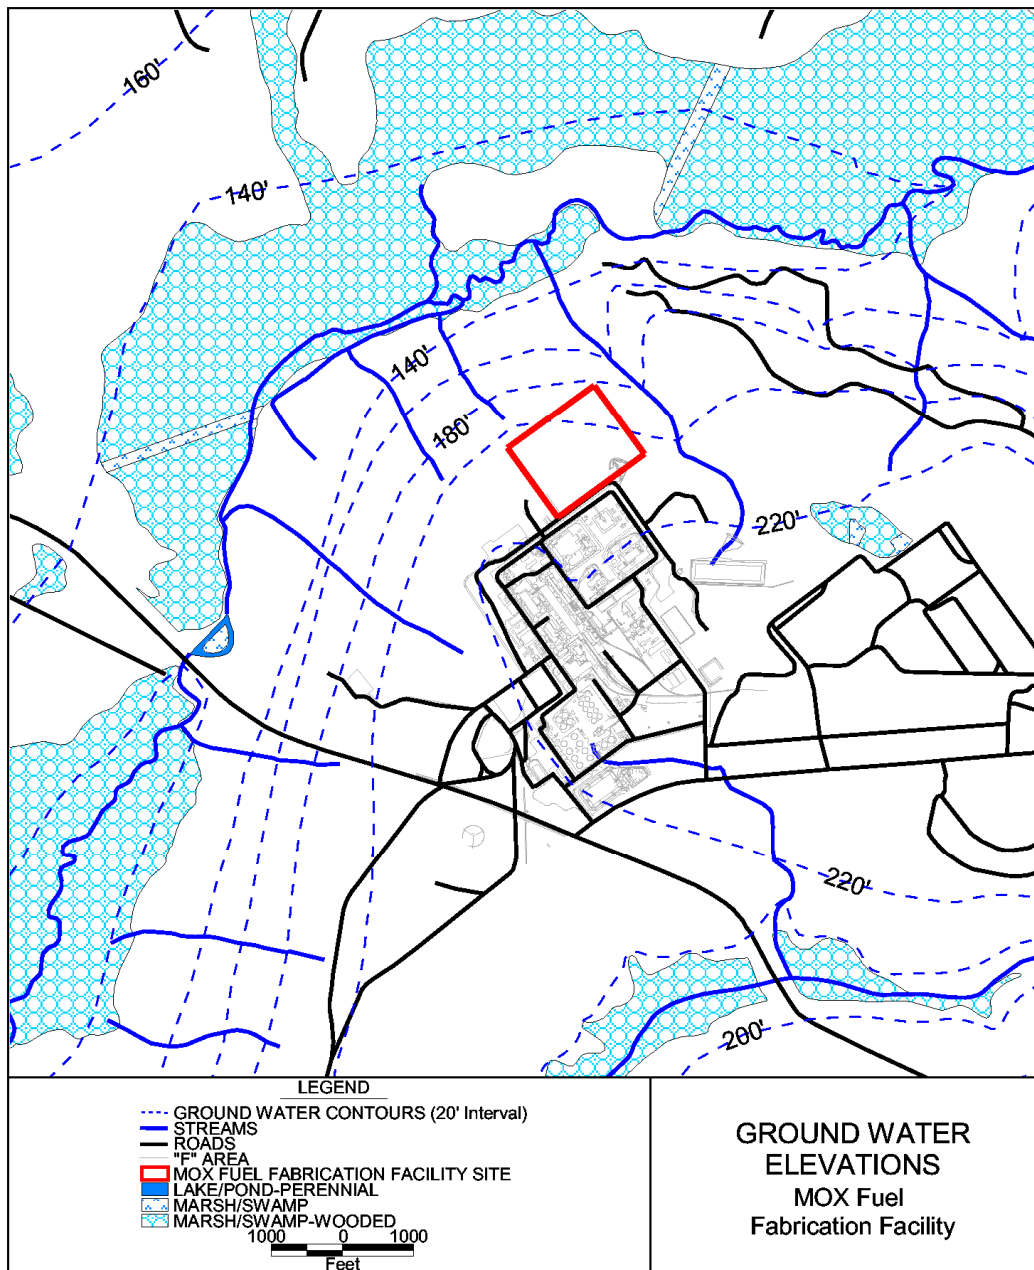 160'
140'
140'
180'
220'
220'
200'
LEGEND
GROUND WATER CONTOURS (20' Interval)
STREAMS
ROADS
"F" AREA
MOX FUEL FABRICATION FACILITY SITE
LAKE/POND-PERENNIAL
MARSH/SWAMP
MARSH/SWAMP-WOODED
1000 0 1000
Feet
GROUND WATER
ELEVATIONS
MOX Fuel
Fabrication Facility